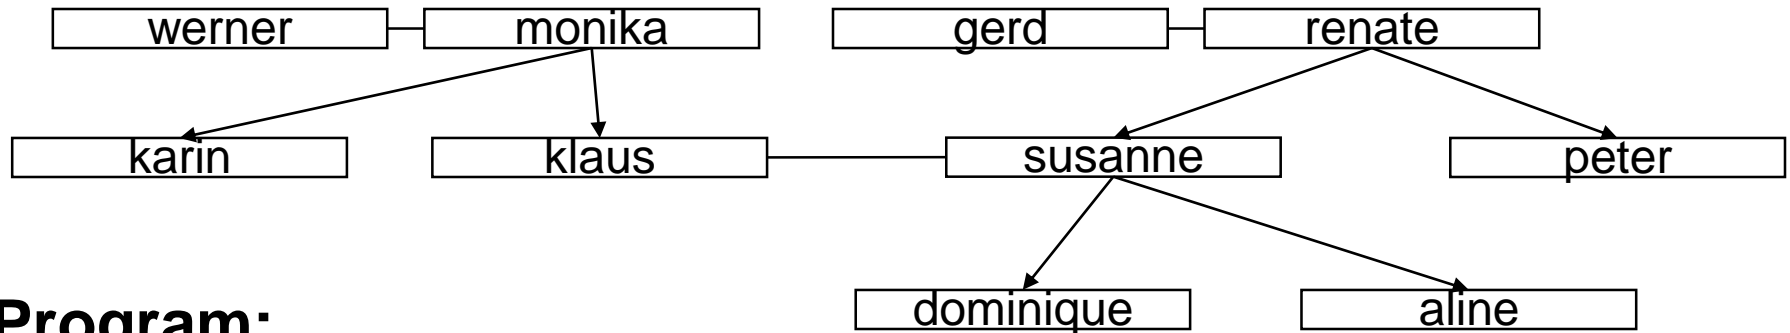 werner monika gerd renate
karin klaus susanne peter
dominique aline
Program: